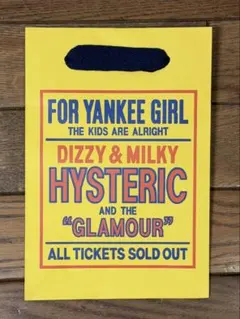 FOR YANKEE GIRL
THE KIDS ARE ALRIGHT
DIZZY & MILKY
HYSTERIC
AND THE
"GLAMOUR"
ALL TICKETS SOLD OUT